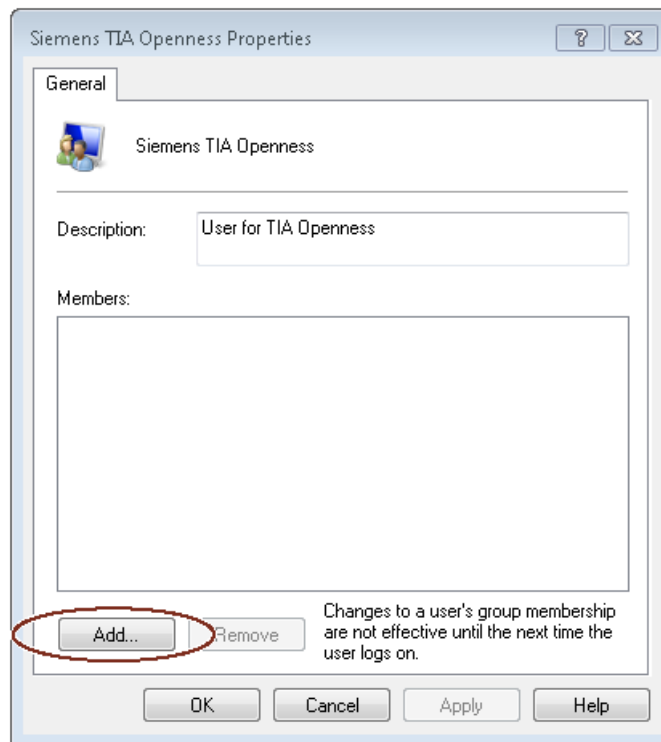 Siemens TIA Openness Properties
General
Siemens TIA Openness
Description:
User for TIA Openness
Members:
Add...
Remove
Changes to a user's group membership
are not effective until the next time the
user logs on.
OK
Cancel
Apply
Help